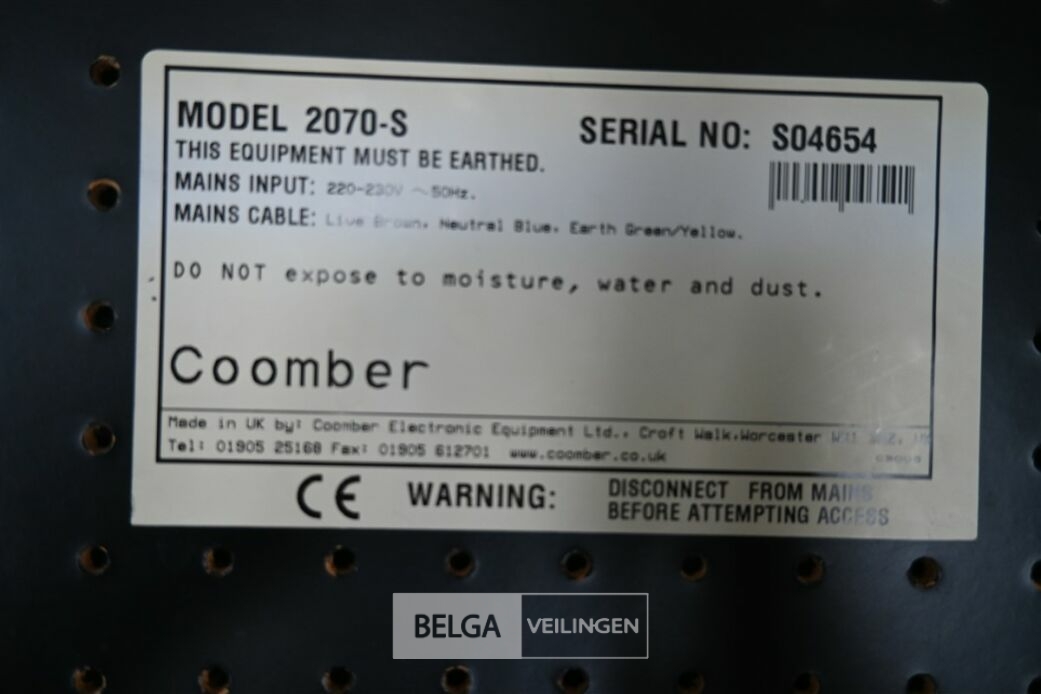 MODEL 2070-S
SERIAL NO: S04654
THIS EQUIPMENT MUST BE EARTHED.
MAINS INPUT: 220-230V ~ 50Hz.
MAINS CABLE: Live Brown, Neutral Blue, Earth Green/Yellow.
DO NOT expose to moisture, water and dust.
Coomber
Made in UK by: Coomber Electronic Equipment Ltd., Croft Walk,Worcester
Tel: 01905 25168 Fax: 01905 612701 www.coomber.co.uk
CE WARNING: DISCONNECT FROM MAINS
BEFORE ATTEMPTING ACCESS
BELGA VEILINGEN